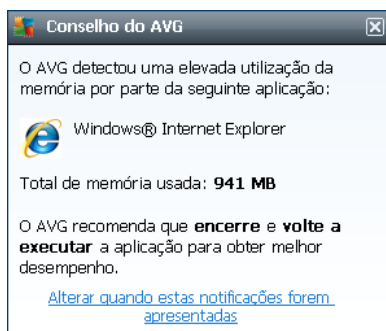 Conselho do AVG
O AVG detectou uma elevada utilização da
memória por parte da seguinte aplicação:
Windows® Internet Explorer
Total de memória usada: 941 MB
O AVG recomenda que encerre e volte a
executar a aplicação para obter melhor
desempenho.
Alterar quando estas notificações forem
apresentadas